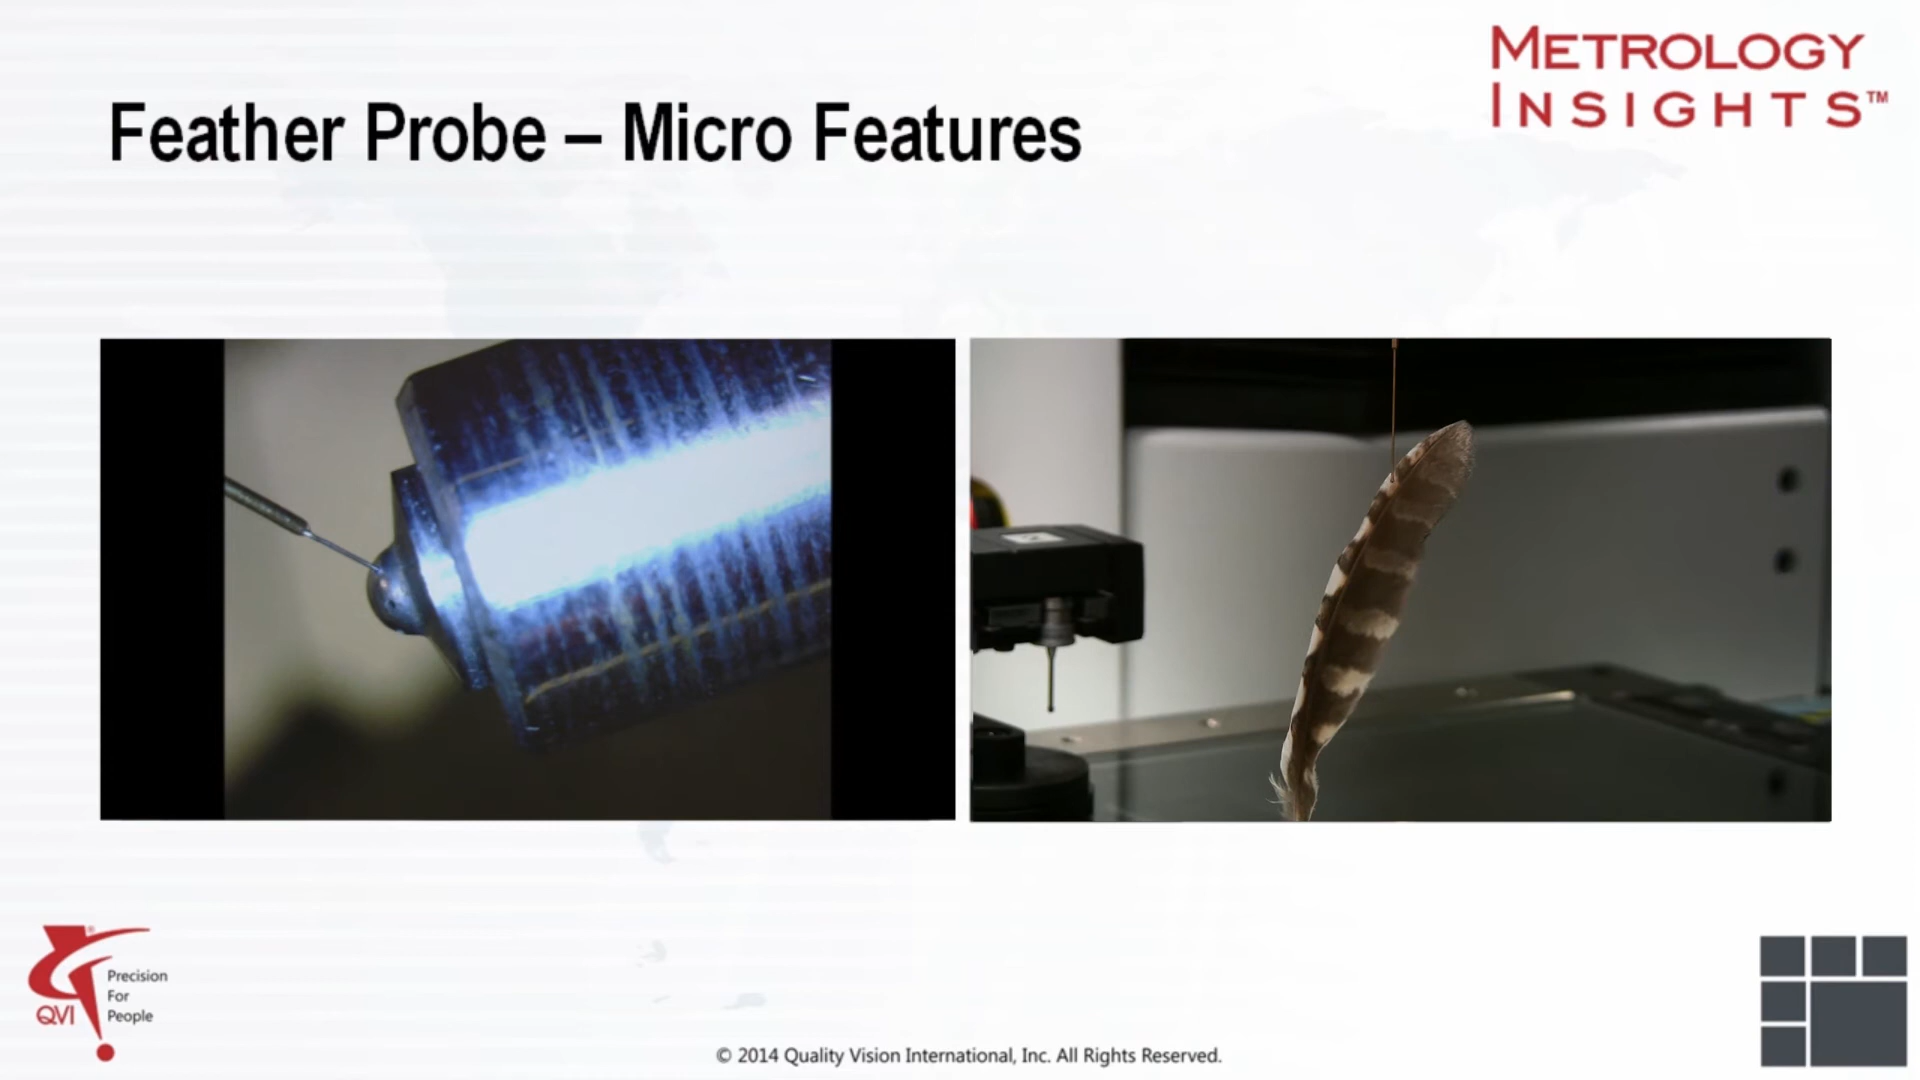 METROLOGY
INSIGHTS™
Feather Probe – Micro Features
Precision
For
People
QVI
®
© 2014 Quality Vision International, Inc. All Rights Reserved.